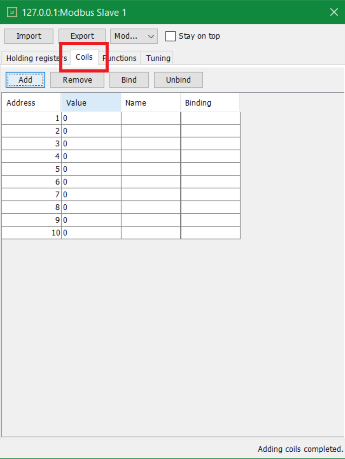 127.0.0.1:Modbus Slave 1
Import Export Mod... Stay on top
Holding registers Coils Functions Tuning
Add Remove Bind Unbind
Address Value Name Binding
1 0
2 0
3 0
4 0
5 0
6 0
7 0
8 0
9 0
10 0
Adding coils completed.